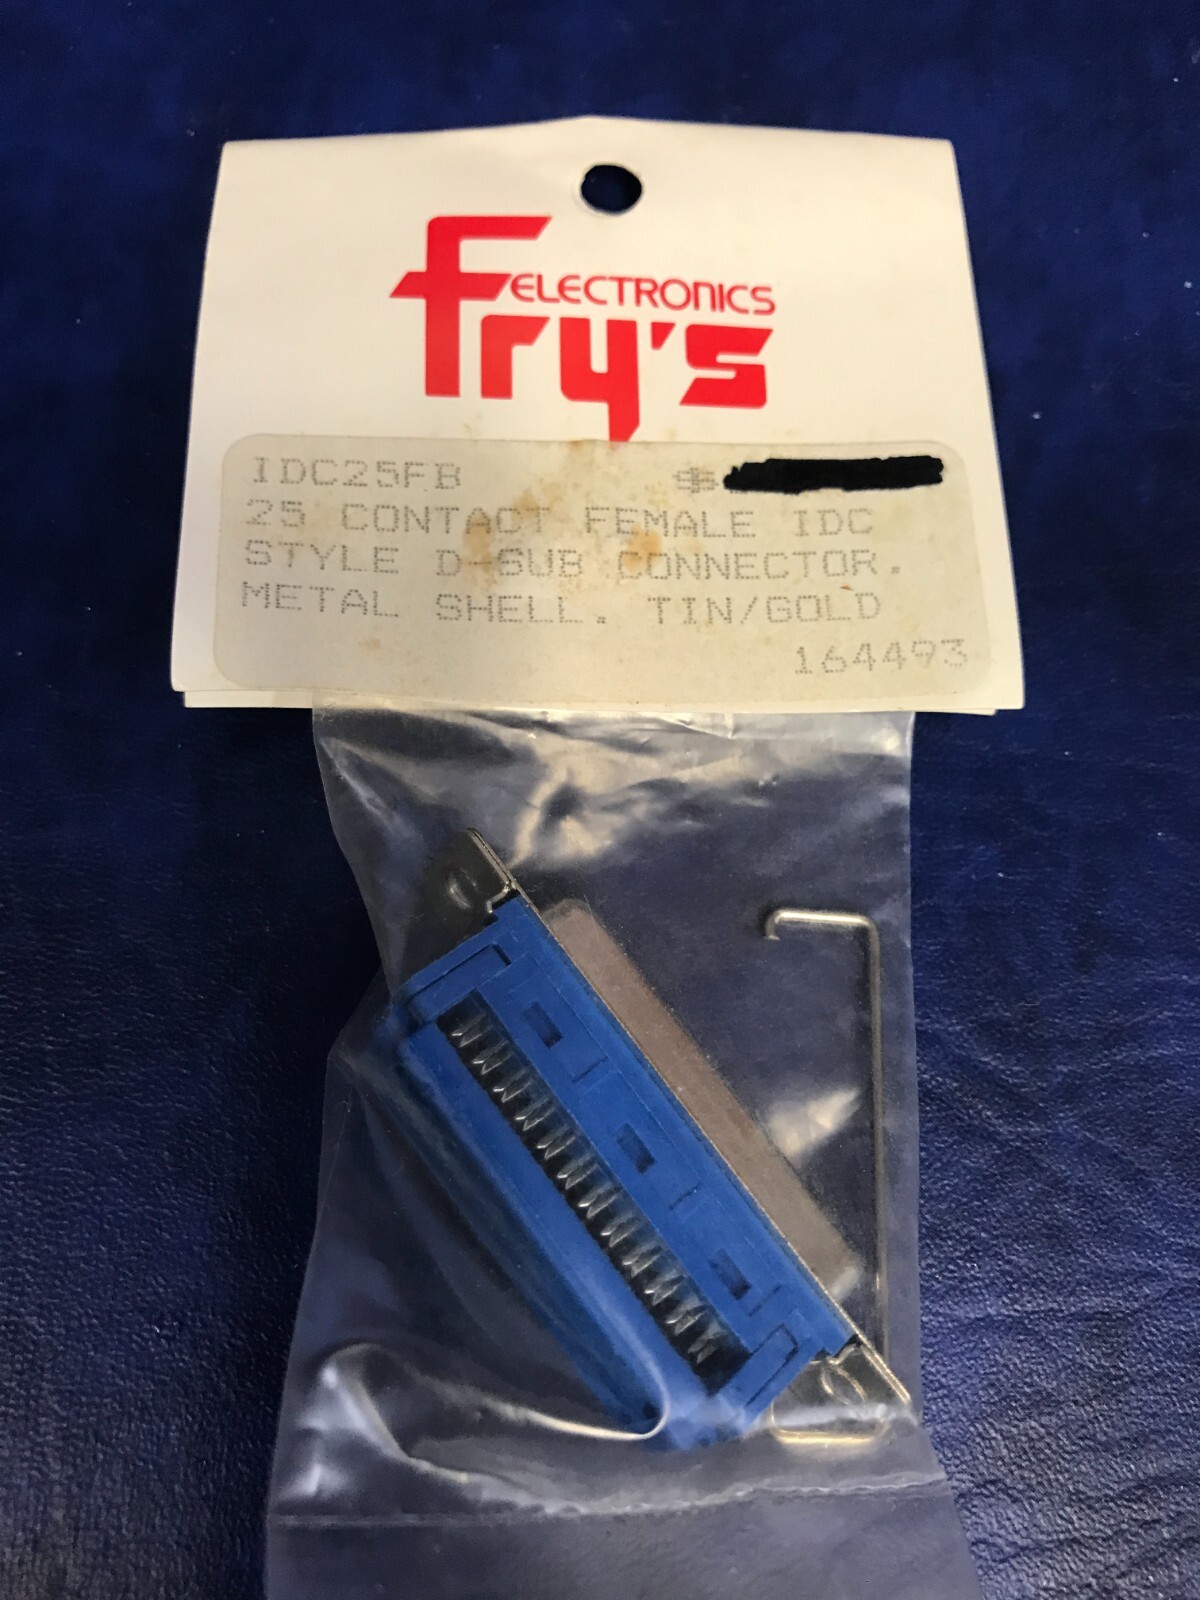 ELECTRONICS
Fry's
IDC25FB $
25 CONTACT FEMALE IDC
STYLE D-SUB CONNECTOR.
METAL SHELL. TIN/GOLD
164493